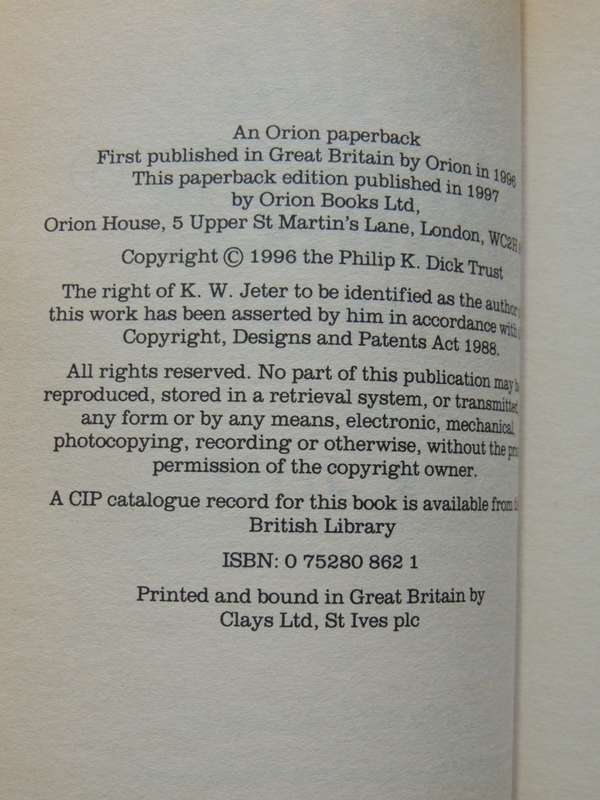 An Orion paperback
First published in Great Britain by Orion in 1996
This paperback edition published in 1997
by Orion Books Ltd,
Orion House, 5 Upper St Martin's Lane, London, WC2H
Copyright © 1996 the Philip K. Dick Trust
The right of K. W. Jeter to be identified as the author
this work has been asserted by him in accordance with
Copyright, Designs and Patents Act 1988.
All rights reserved. No part of this publication may
reproduced, stored in a retrieval system, or transmitted
any form or by any means, electronic, mechanical
photocopying, recording or otherwise, without the
permission of the copyright owner.
A CIP catalogue record for this book is available from
British Library
ISBN: 0 75280 862 1
Printed and bound in Great Britain by
Clays Ltd, St Ives plc